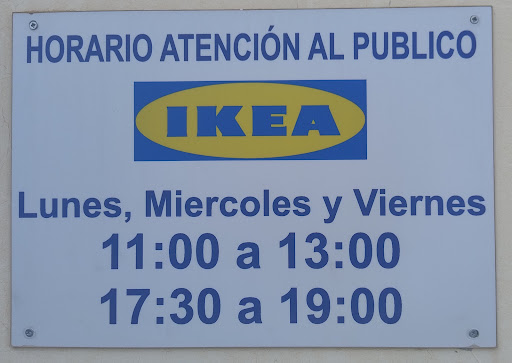 HORARIO ATENCIÓN AL PUBLICO
IKEA
Lunes, Miercoles y Viernes
11:00 a 13:00
17:30 a 19:00